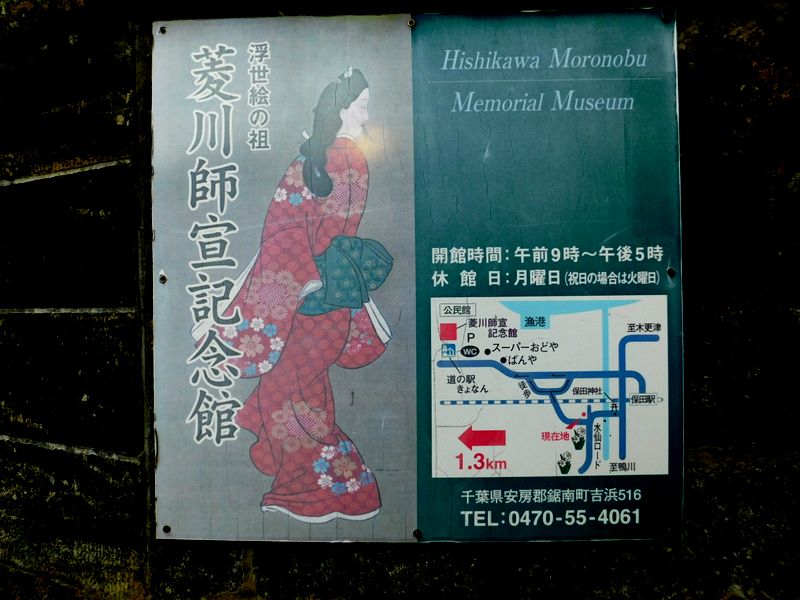 浮世絵の祖
菱川師宣記念館
Hishikawa Moronobu
Memorial Museum
開館時間：午前9時～午後5時
休館日：月曜日（祝日の場合は火曜日）
公民館
菱川師宣
記念館
漁港
至木更津
P
WC
スーパーおどや
ばんや
道の駅
きょなん
徒歩
保田神社
保田駅
現在地
水仙ロード
1.3km
至鴨川
千葉県安房郡鋸南町吉浜516
TEL：0470-55-4061